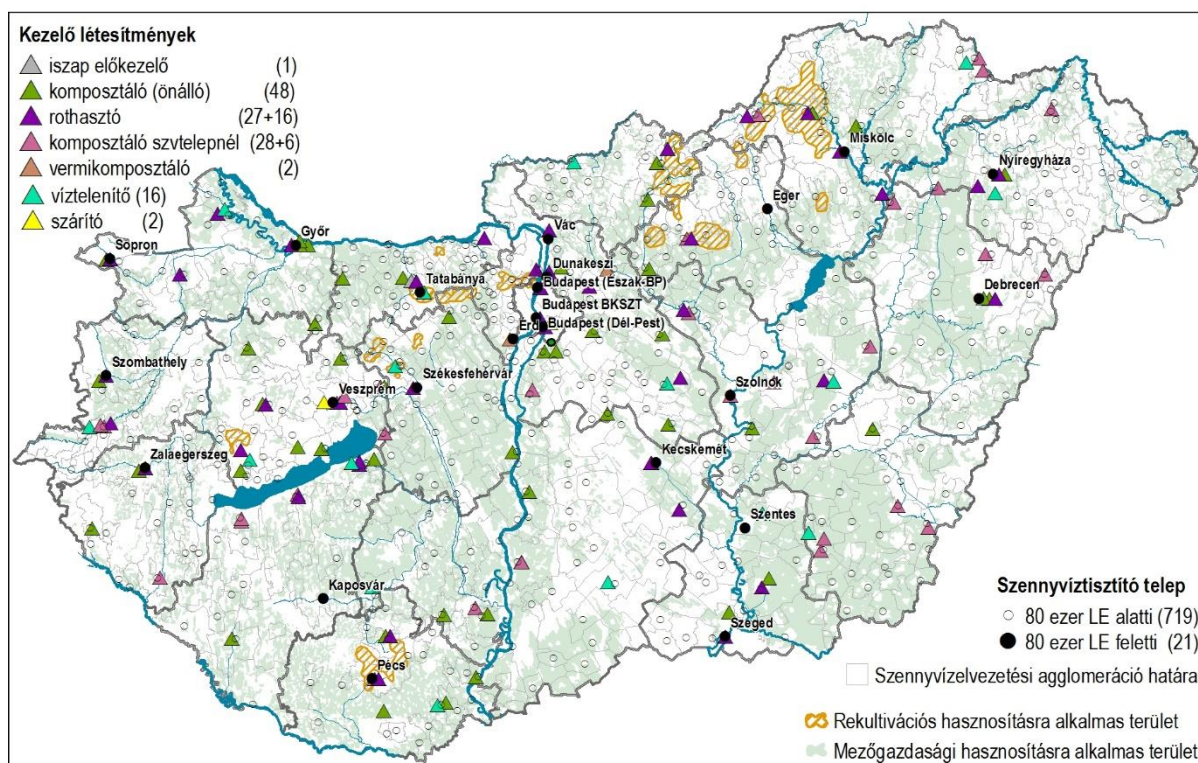 Kezelő létesítmények
iszap előkezelő (1)
komposztáló (önálló) (48)
rothasztó (27+16)
komposztáló szvtelepnél (28+6)
vermikomposztáló (2)
víztelenítő (16)
szárító (2)
Miskolc
Nyíregyháza
Eger
Vác
Győr
Sopron
Dunakeszi
Tatabánya
Budapest (Észak-BP)
Debrecen
Budapest BKSZT
Budapest (Dél-Pest)
Érd
Szombathely
Székesfehérvár
Veszprém
Szolnok
Zalaegerszeg
Kecskemét
Szentes
Kaposvár
Szeged
Pécs
Szennyvíztisztító telep
80 ezer LE alatti (719)
80 ezer LE feletti (21)
Szennyvízelvezetési agglomeráció határa
Rekultivációs hasznosításra alkalmas terület
Mezőgazdasági hasznosításra alkalmas terület